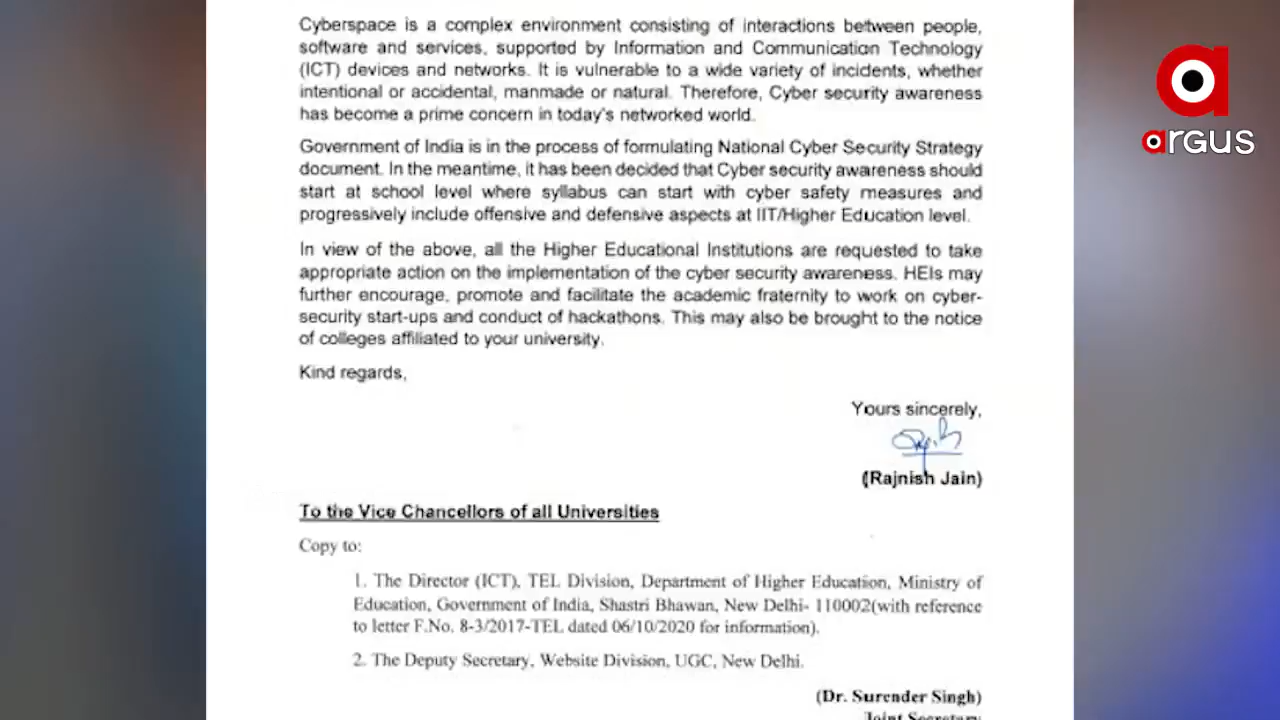 Cyberspace is a complex environment consisting of interactions between people,
software and services, supported by Information and Communication Technology
(ICT) devices and networks. It is vulnerable to a wide variety of incidents, whether
intentional or accidental, manmade or natural. Therefore, Cyber security awareness
has become a prime concern in today's networked world.
Government of India is in the process of formulating National Cyber Security Strategy
document. In the meantime, it has been decided that Cyber security awareness should
start at school level where syllabus can start with cyber safety measures and
progressively include offensive and defensive aspects at IIT/Higher Education level.
In view of the above, all the Higher Educational Institutions are requested to take
appropriate action on the implementation of the cyber security awareness. HEIs may
further encourage, promote and facilitate the academic fraternity to work on cyber-
security start-ups and conduct of hackathons. This may also be brought to the notice
of colleges affiliated to your university.
Kind regards,
Yours sincerely,
(Rajnish Jain)
To the Vice Chancellors of all Universities
Copy to:
1. The Director (ICT), TEL Division, Department of Higher Education, Ministry of
Education, Government of India, Shastri Bhawan, New Delhi- 110002(with reference
to letter F.No. 8-3/2017-TEL dated 06/10/2020 for information).
2. The Deputy Secretary, Website Division, UGC, New Delhi.
(Dr. Surender Singh)
Joint Secretary
argus